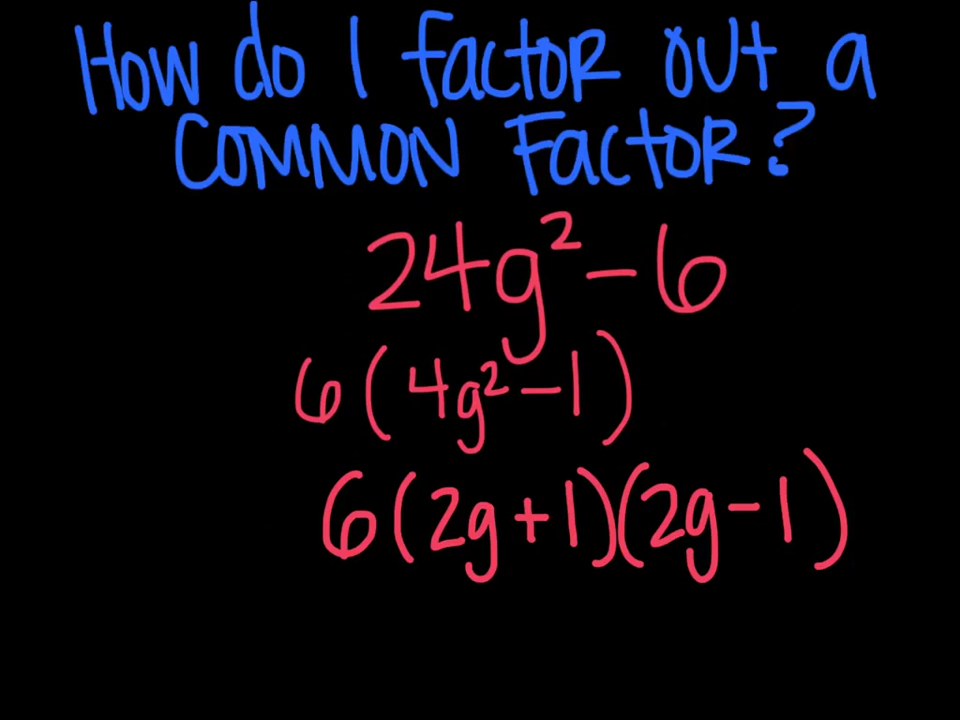 How do I factor out a
common Factor?
24g² - 6
6(4g² - 1)
6(2g + 1)(2g - 1)